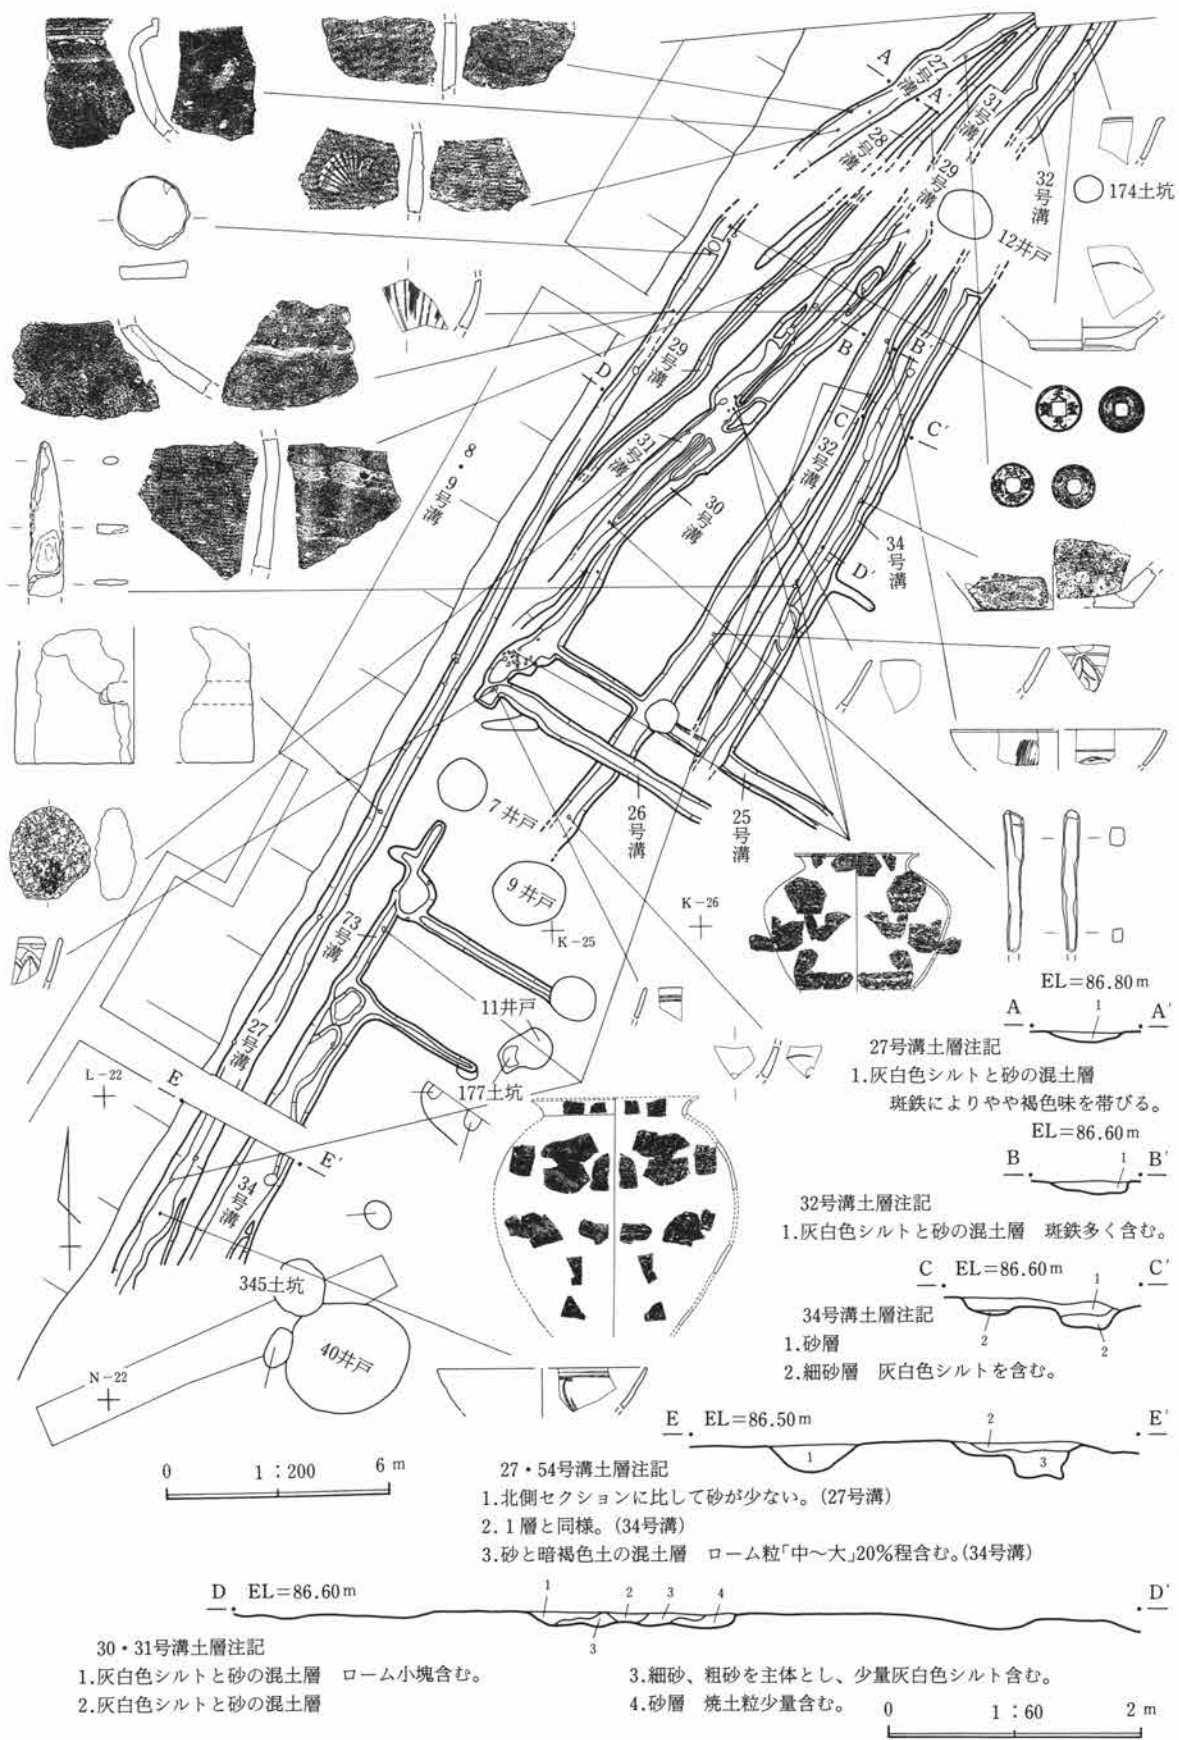 A
27号溝
A'
28号溝
31号溝
29号溝
32号溝
174土坑
12井戸
29号溝
D
B
B'
C
C'
8・9号溝
31号溝
32号溝
30号溝
34号溝
D'
7井戸
26号溝
25号溝
9井戸
K-25
K-26
73号溝
11井戸
27号溝
177土坑
L-22
E
E'
34号溝
345土坑
40井戸
N-22
天聖元寳
EL=86.80m
A
1
A'
27号溝土層注記
1.灰白色シルトと砂の混土層
斑鉄によりやや褐色味を帯びる。
EL=86.60m
B
1
B'
32号溝土層注記
1.灰白色シルトと砂の混土層 斑鉄多く含む。
C EL=86.60m
1
C'
2
2
34号溝土層注記
1.砂層
2.細砂層 灰白色シルトを含む。
E EL=86.50m
1
2
3
E'
0 1:200 6m
27・54号溝土層注記
1.北側セクションに比して砂が少ない。(27号溝)
2.1層と同様。(34号溝)
3.砂と暗褐色土の混土層 ローム粒「中〜大」20%程含む。(34号溝)
D EL=86.60m
1 2 3 4
3
D'
30・31号溝土層注記
1.灰白色シルトと砂の混土層 ローム小塊含む。
2.灰白色シルトと砂の混土層
3.細砂、粗砂を主体とし、少量灰白色シルト含む。
4.砂層 焼土粒少量含む。
0 1:60 2m